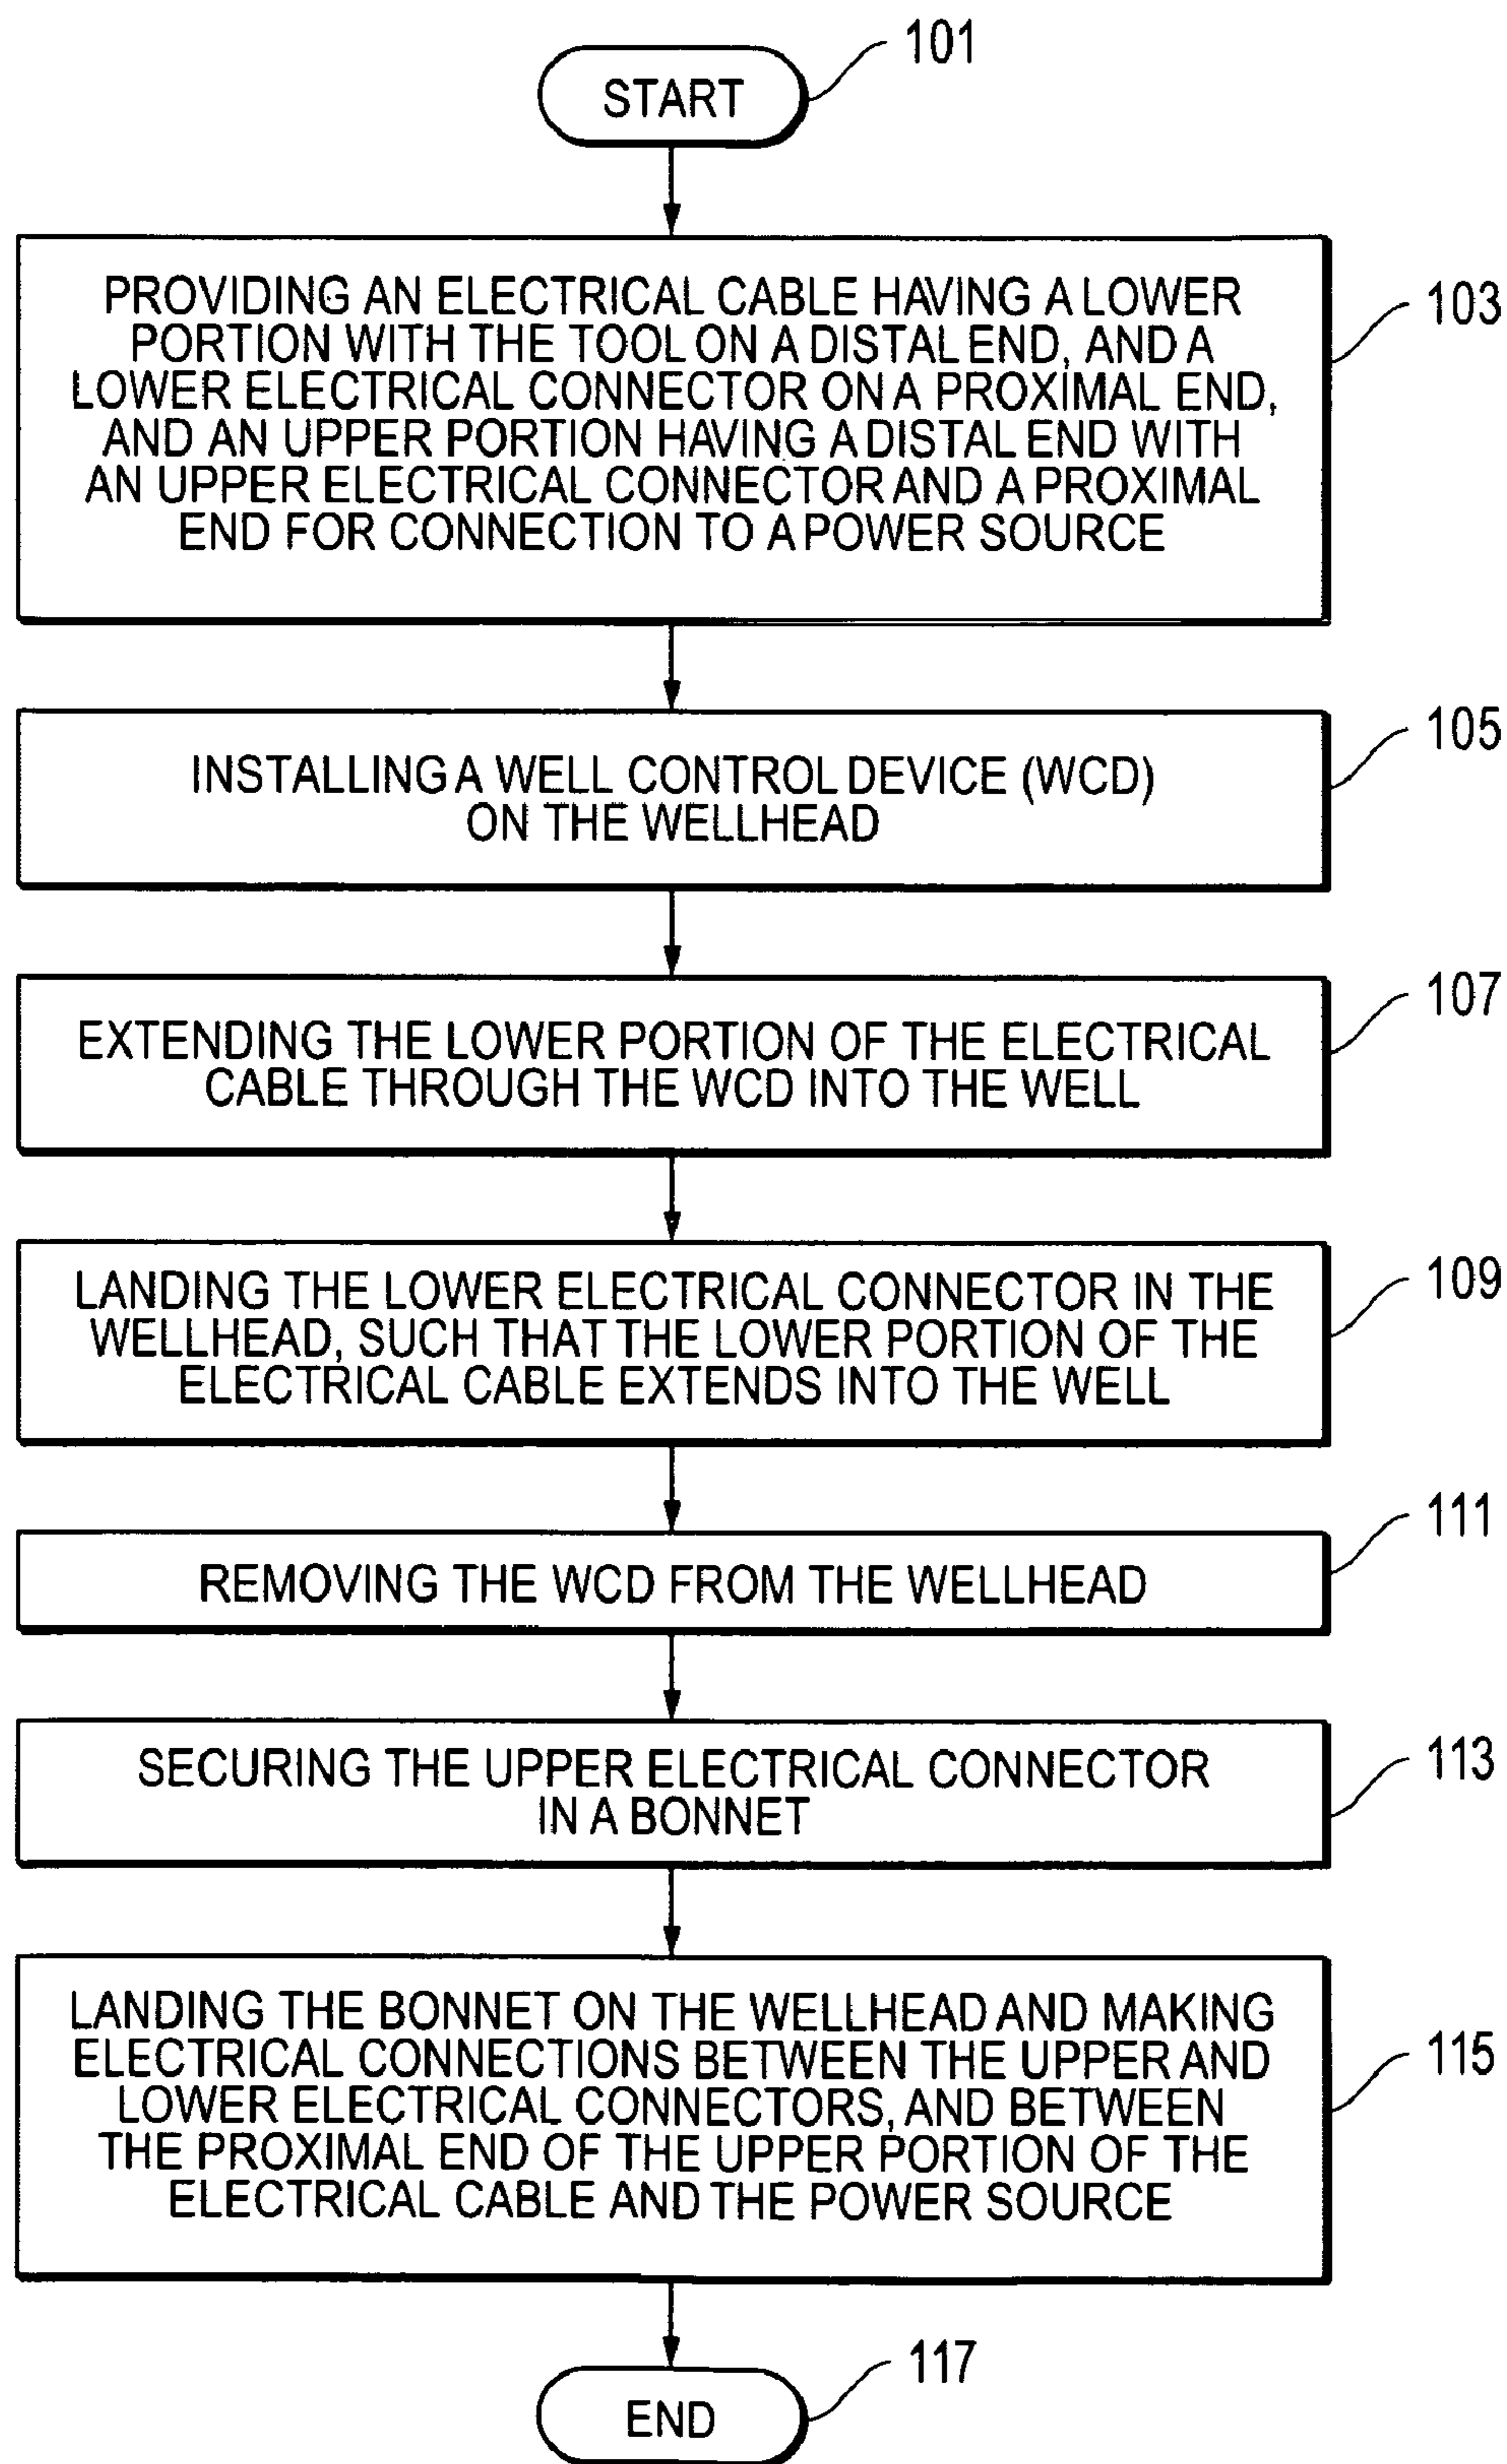 101
START
PROVIDING AN ELECTRICAL CABLE HAVING A LOWER
PORTION WITH THE TOOL ON A DISTAL END, AND A
LOWER ELECTRICAL CONNECTOR ON A PROXIMAL END,
AND AN UPPER PORTION HAVING A DISTAL END WITH
AN UPPER ELECTRICAL CONNECTOR AND A PROXIMAL
END FOR CONNECTION TO A POWER SOURCE
103
INSTALLING A WELL CONTROL DEVICE (WCD)
ON THE WELLHEAD
105
EXTENDING THE LOWER PORTION OF THE ELECTRICAL
CABLE THROUGH THE WCD INTO THE WELL
107
LANDING THE LOWER ELECTRICAL CONNECTOR IN THE
WELLHEAD, SUCH THAT THE LOWER PORTION OF THE
ELECTRICAL CABLE EXTENDS INTO THE WELL
109
REMOVING THE WCD FROM THE WELLHEAD
111
SECURING THE UPPER ELECTRICAL CONNECTOR
IN A BONNET
113
LANDING THE BONNET ON THE WELLHEAD AND MAKING
ELECTRICAL CONNECTIONS BETWEEN THE UPPER AND
LOWER ELECTRICAL CONNECTORS, AND BETWEEN
THE PROXIMAL END OF THE UPPER PORTION OF THE
ELECTRICAL CABLE AND THE POWER SOURCE
115
117
END